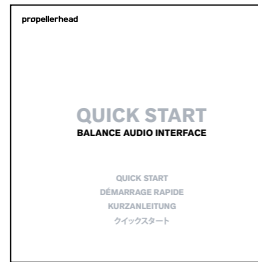 propellerhead
QUICK START
BALANCE AUDIO INTERFACE
QUICK START
DÉMARRAGE RAPIDE
KURZANLEITUNG
クイックスタート